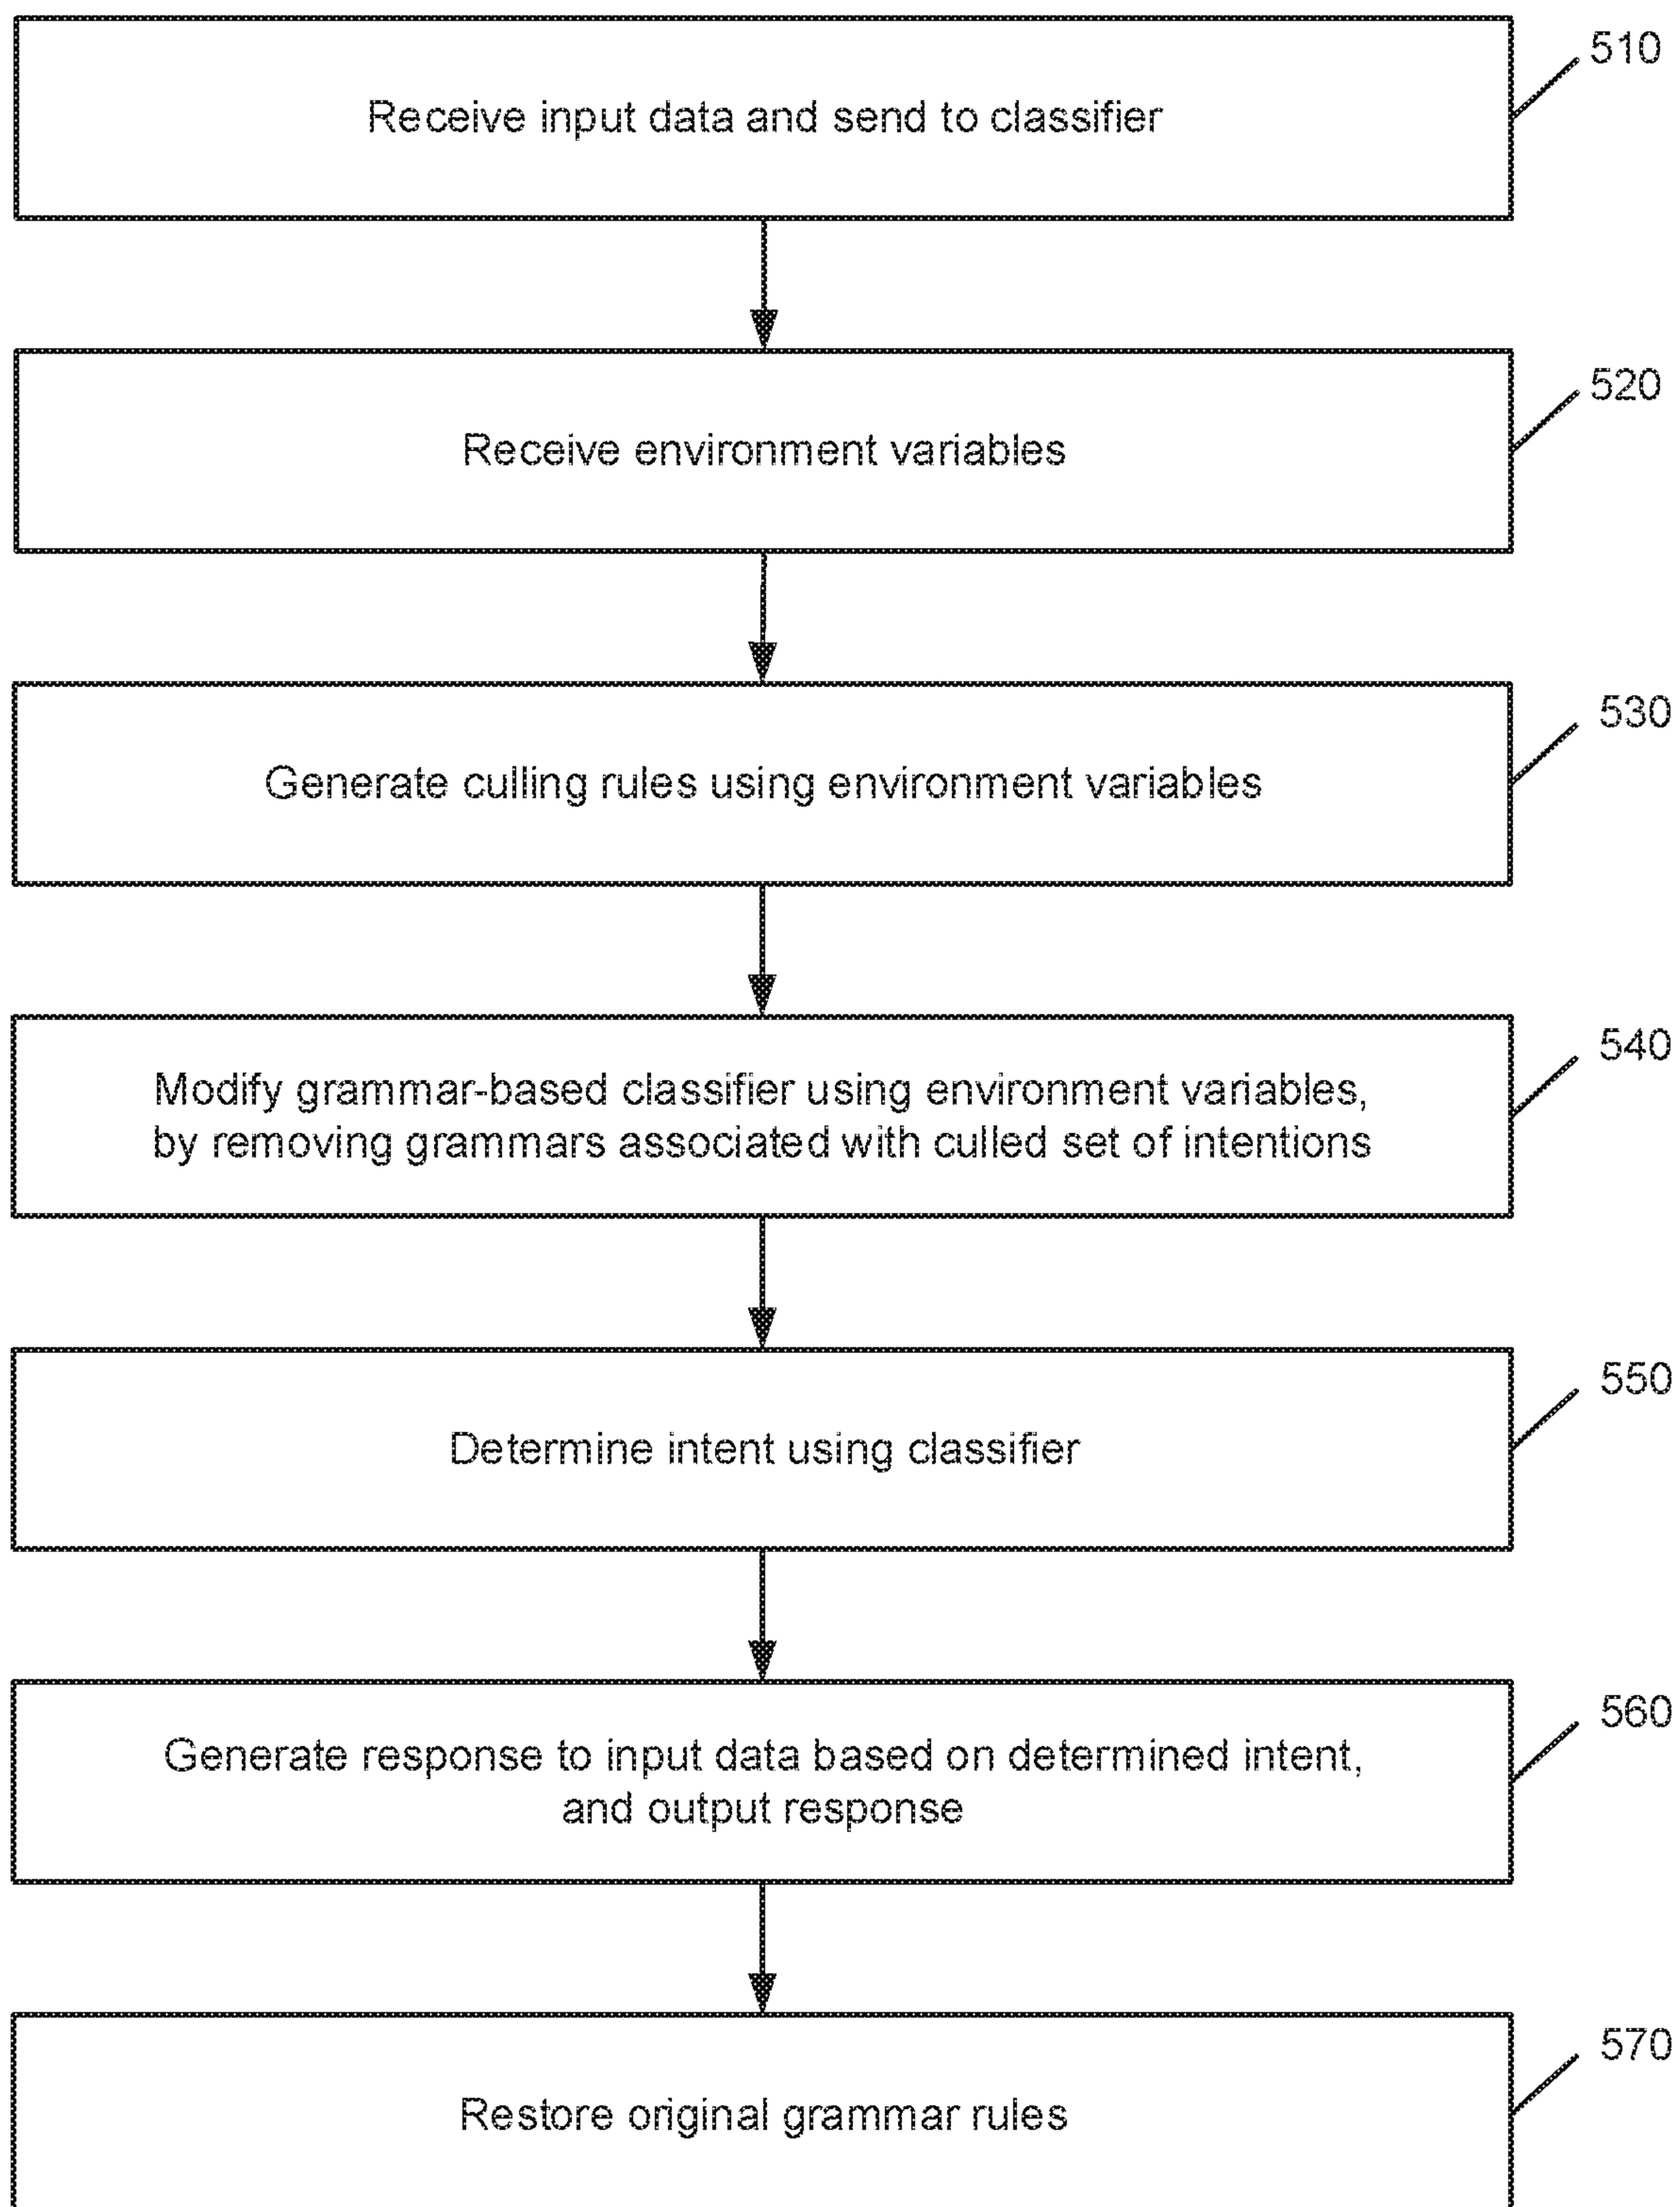 510
Receive input data and send to classifier
520
Receive environment variables
530
Generate culling rules using environment variables
540
Modify grammar-based classifier using environment variables,
by removing grammars associated with culled set of intentions
550
Determine intent using classifier
560
Generate response to input data based on determined intent,
and output response
570
Restore original grammar rules